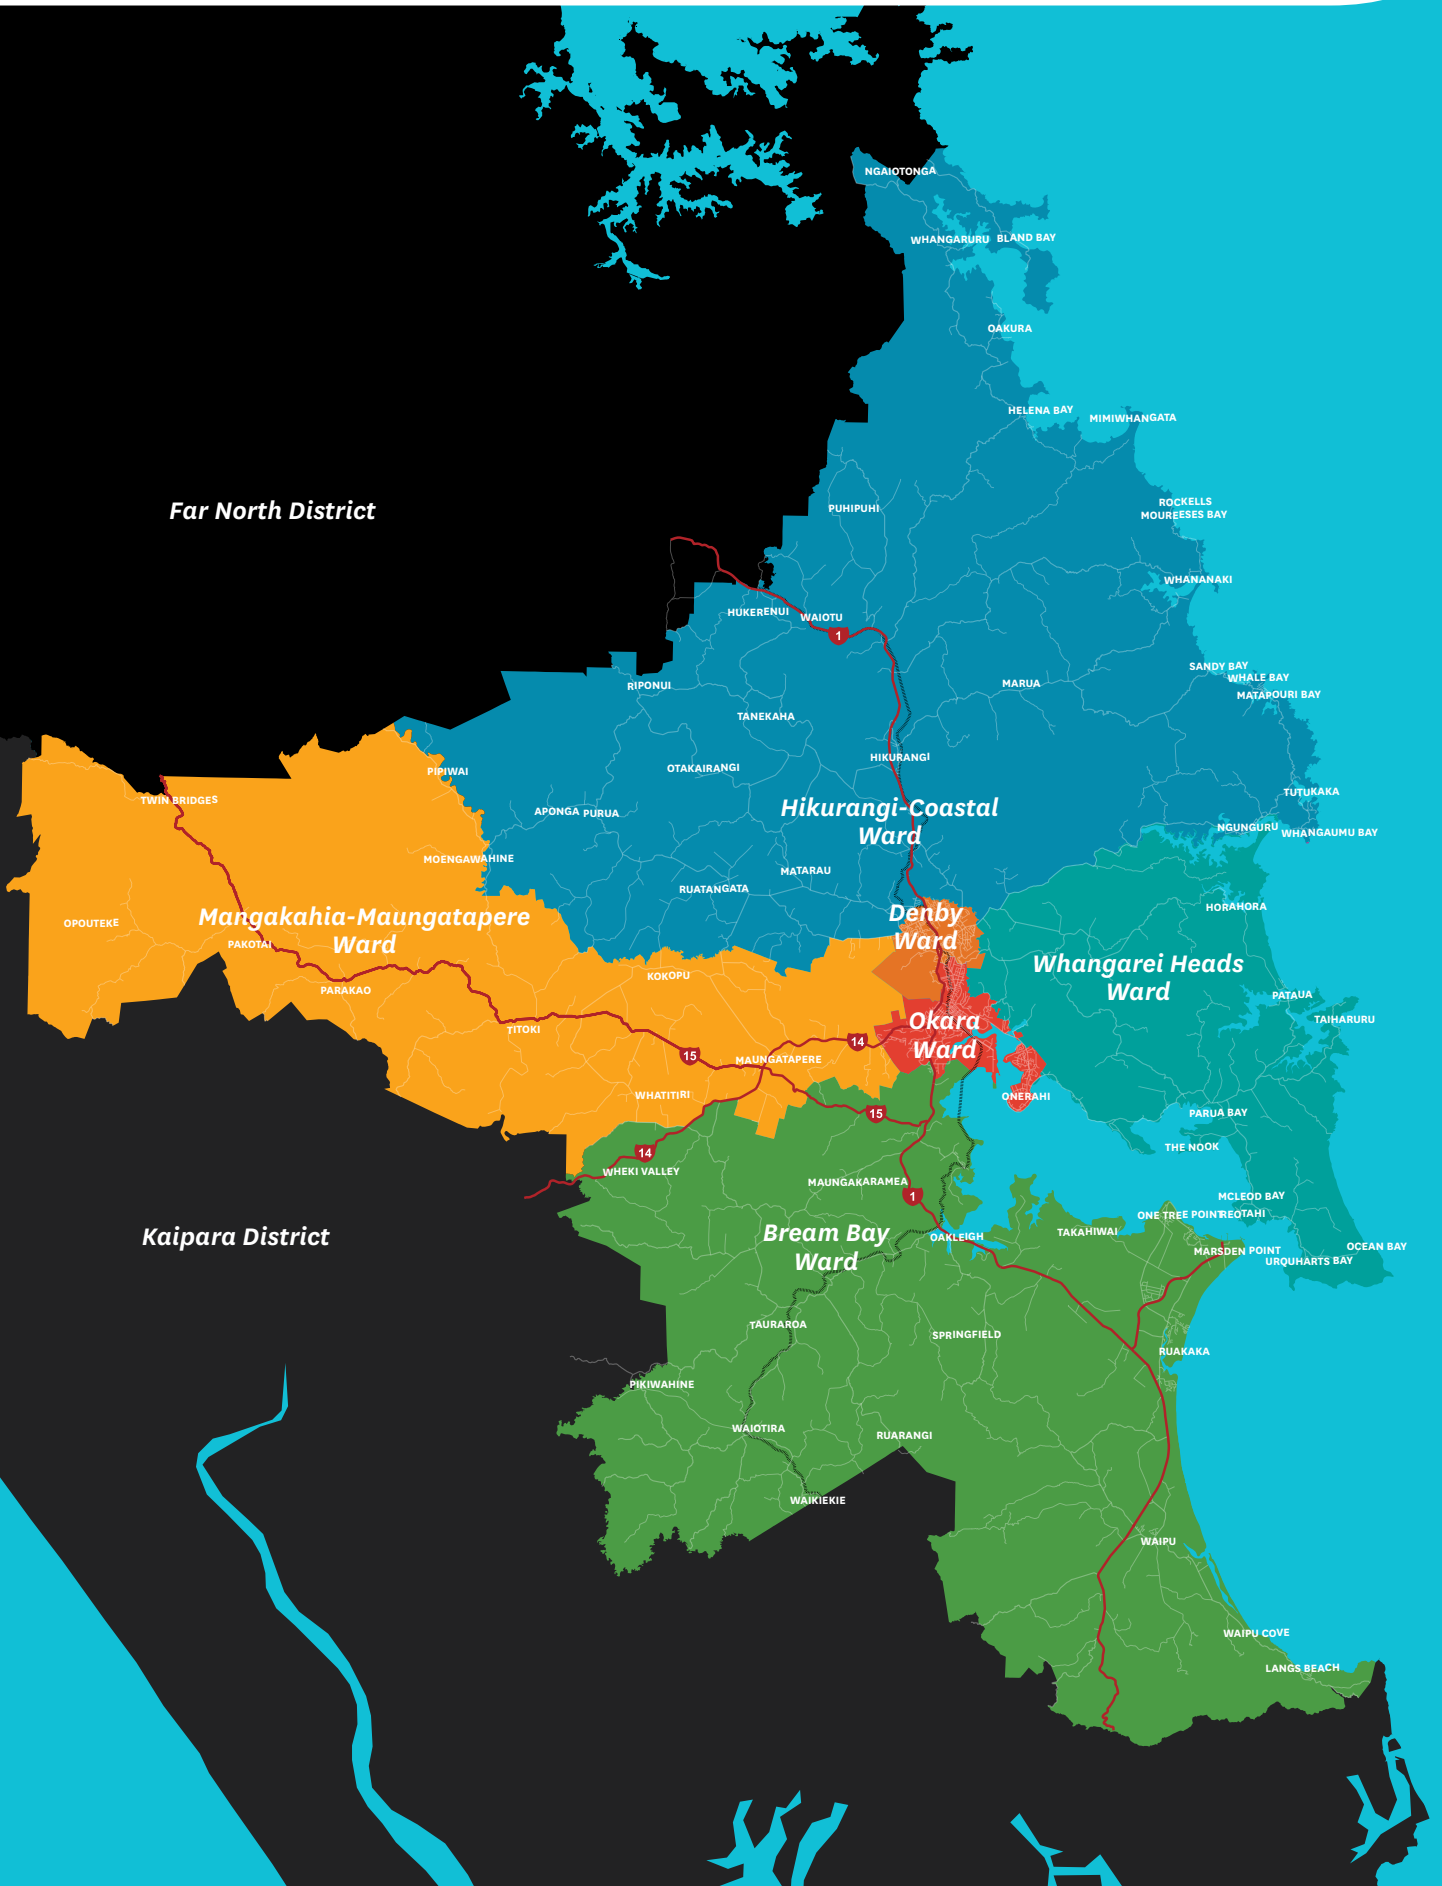 NGAIOTONGA
WHANGARURU
BLAND BAY
OAKURA
HELENA BAY
MIMIWHANGATA
Far North District
PUHIPUHI
ROCKELLS
MOUREESES BAY
WHANANAKI
HUKERENUI
WAIOTU
1
SANDY BAY
WHALE BAY
MATAPOURI BAY
RIPONUI
MARUA
TANEKAHA
HIKURANGI
OTAKAIRANGI
PIPIWAI
TWIN BRIDGES
TUTUKAKA
APONGA
PURUA
Hikurangi-Coastal
Ward
NGUNGURU
WHANGAUMU BAY
MOENGAWAHINE
MATARAU
RUATANGATA
HORAHORA
OPOUTEKE
Mangakahia-Maungatapere
Ward
PAKOTAI
Denby
Ward
Whangarei Heads
Ward
KOKOPU
PARAKAO
PATAUA
TAIHARURU
TITOKI
Okara
Ward
14
15
MAUNGATAPERE
WHATITIRI
ONERAHI
15
PARUA BAY
THE NOOK
14
WHEKI VALLEY
MAUNGAKARAMEA
1
MCLEOD BAY
ONE TREE POINT
REOTAHI
Kaipara District
Bream Bay
Ward
OAKLEIGH
TAKAHIWAI
MARSDEN POINT
OCEAN BAY
URQUHARTS BAY
TAURAROA
SPRINGFIELD
RUAKAKA
PIKIWAHINE
WAIOTIRA
RUARANGI
WAIKIEKIE
WAIPU
WAIPU COVE
LANGS BEACH